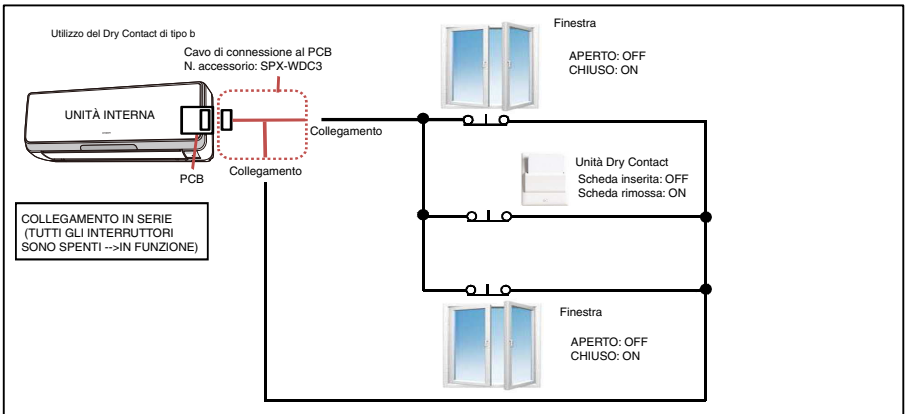 Utilizzo del Dry Contact di tipo b
Cavo di connessione al PCB
N. accessorio: SPX-WDC3
UNITÀ INTERNA
PCB
Collegamento
Collegamento
COLLEGAMENTO IN SERIE
(TUTTI GLI INTERRUTTORI
SONO SPENTI -->IN FUNZIONE)
Finestra
APERTO: OFF
CHIUSO: ON
Unità Dry Contact
Scheda inserita: OFF
Scheda rimossa: ON
Finestra
APERTO: OFF
CHIUSO: ON